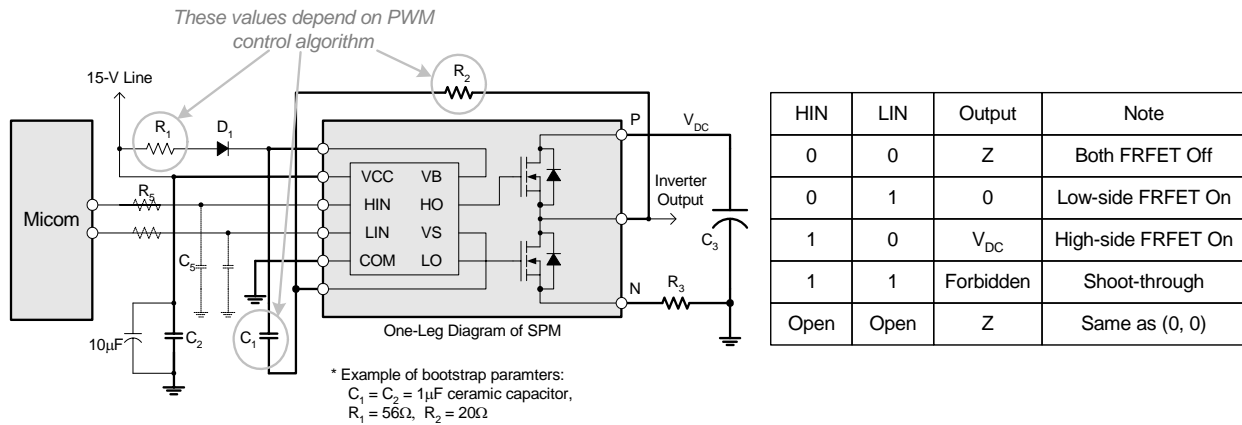 These values depend on PWM
control algorithm
15-V Line
R1
D1
R2
P
VDC
Micom
R5
C5
VCC VB
HIN HO
LIN VS
COM LO
Inverter
Output
C3
N
R3
10μF
C2
C1
One-Leg Diagram of SPM
* Example of bootstrap paramters:
C1 = C2 = 1μF ceramic capacitor,
R1 = 56Ω, R2 = 20Ω
HIN LIN Output Note
0 0 Z Both FRFET Off
0 1 0 Low-side FRFET On
1 0 VDC High-side FRFET On
1 1 Forbidden Shoot-through
Open Open Z Same as (0, 0)